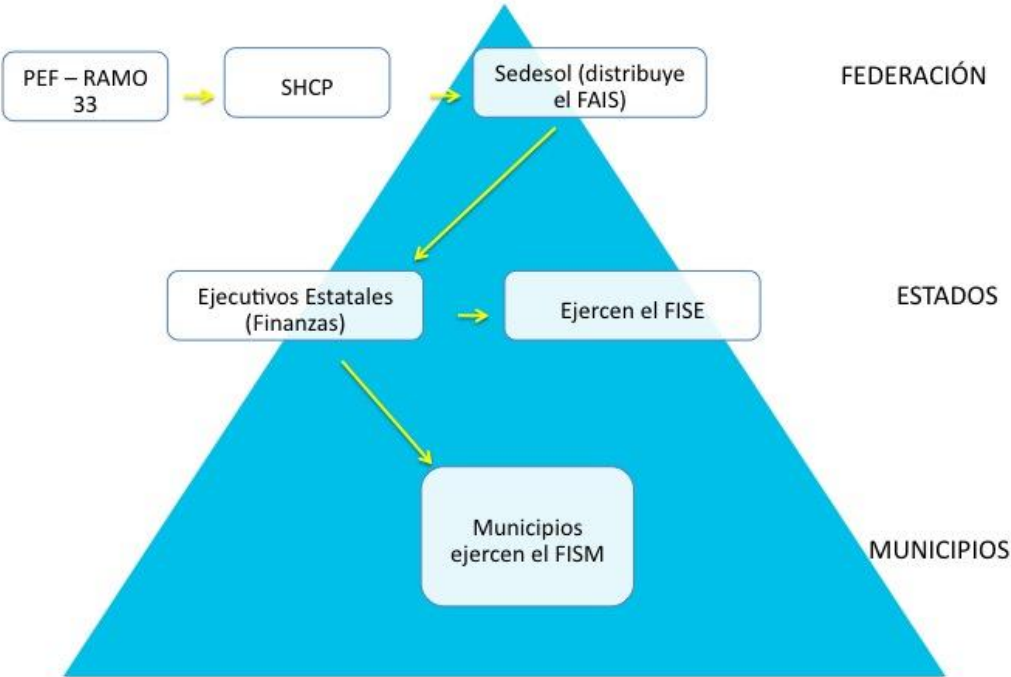 PEF – RAMO
33
SHCP
Sedesol (distribuye
el FAIS)
FEDERACIÓN
Ejecutivos Estatales
(Finanzas)
Ejercen el FISE
ESTADOS
Municipios
ejercen el FISM
MUNICIPIOS